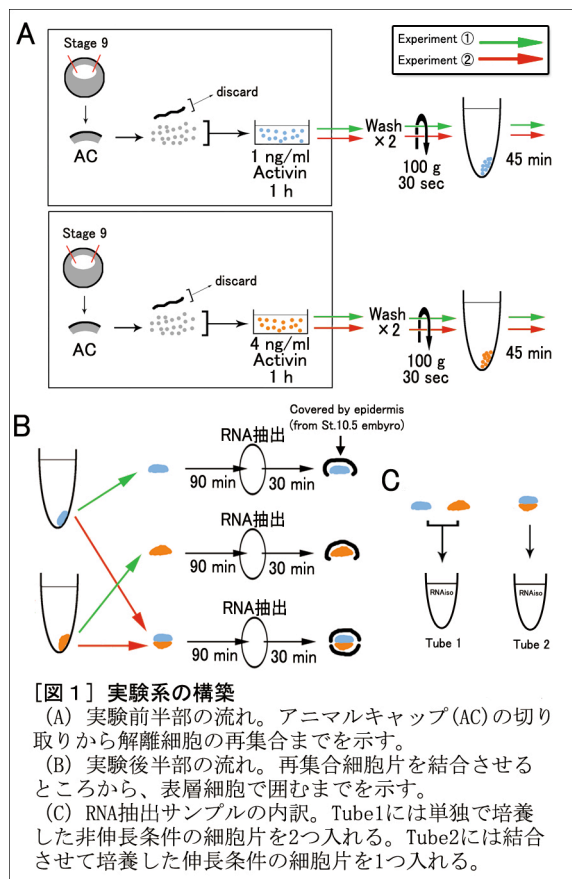 A
Stage 9
discard
AC
1 ng/ml
Activin
1 h
Experiment ①
Experiment ②
Wash
×2
100 g
30 sec
45 min
Stage 9
discard
AC
4 ng/ml
Activin
1 h
Wash
×2
100 g
30 sec
45 min
B
Covered by epidermis
(from St.10.5 embyro)
RNA抽出
90 min
30 min
RNA抽出
90 min
30 min
RNA抽出
90 min
30 min
C
RNAiso
RNAiso
Tube 1
Tube 2
[図1] 実験系の構築
(A) 実験前半部の流れ。アニマルキャップ(AC)の切り
取りから解離細胞の再集合までを示す。
(B) 実験後半部の流れ。再集合細胞片を結合させる
ところから、表層細胞で囲むまでを示す。
(C) RNA抽出サンプルの内訳。Tube1には単独で培養
した非伸長条件の細胞片を2つ入れる。Tube2には結合
させて培養した伸長条件の細胞片を1つ入れる。